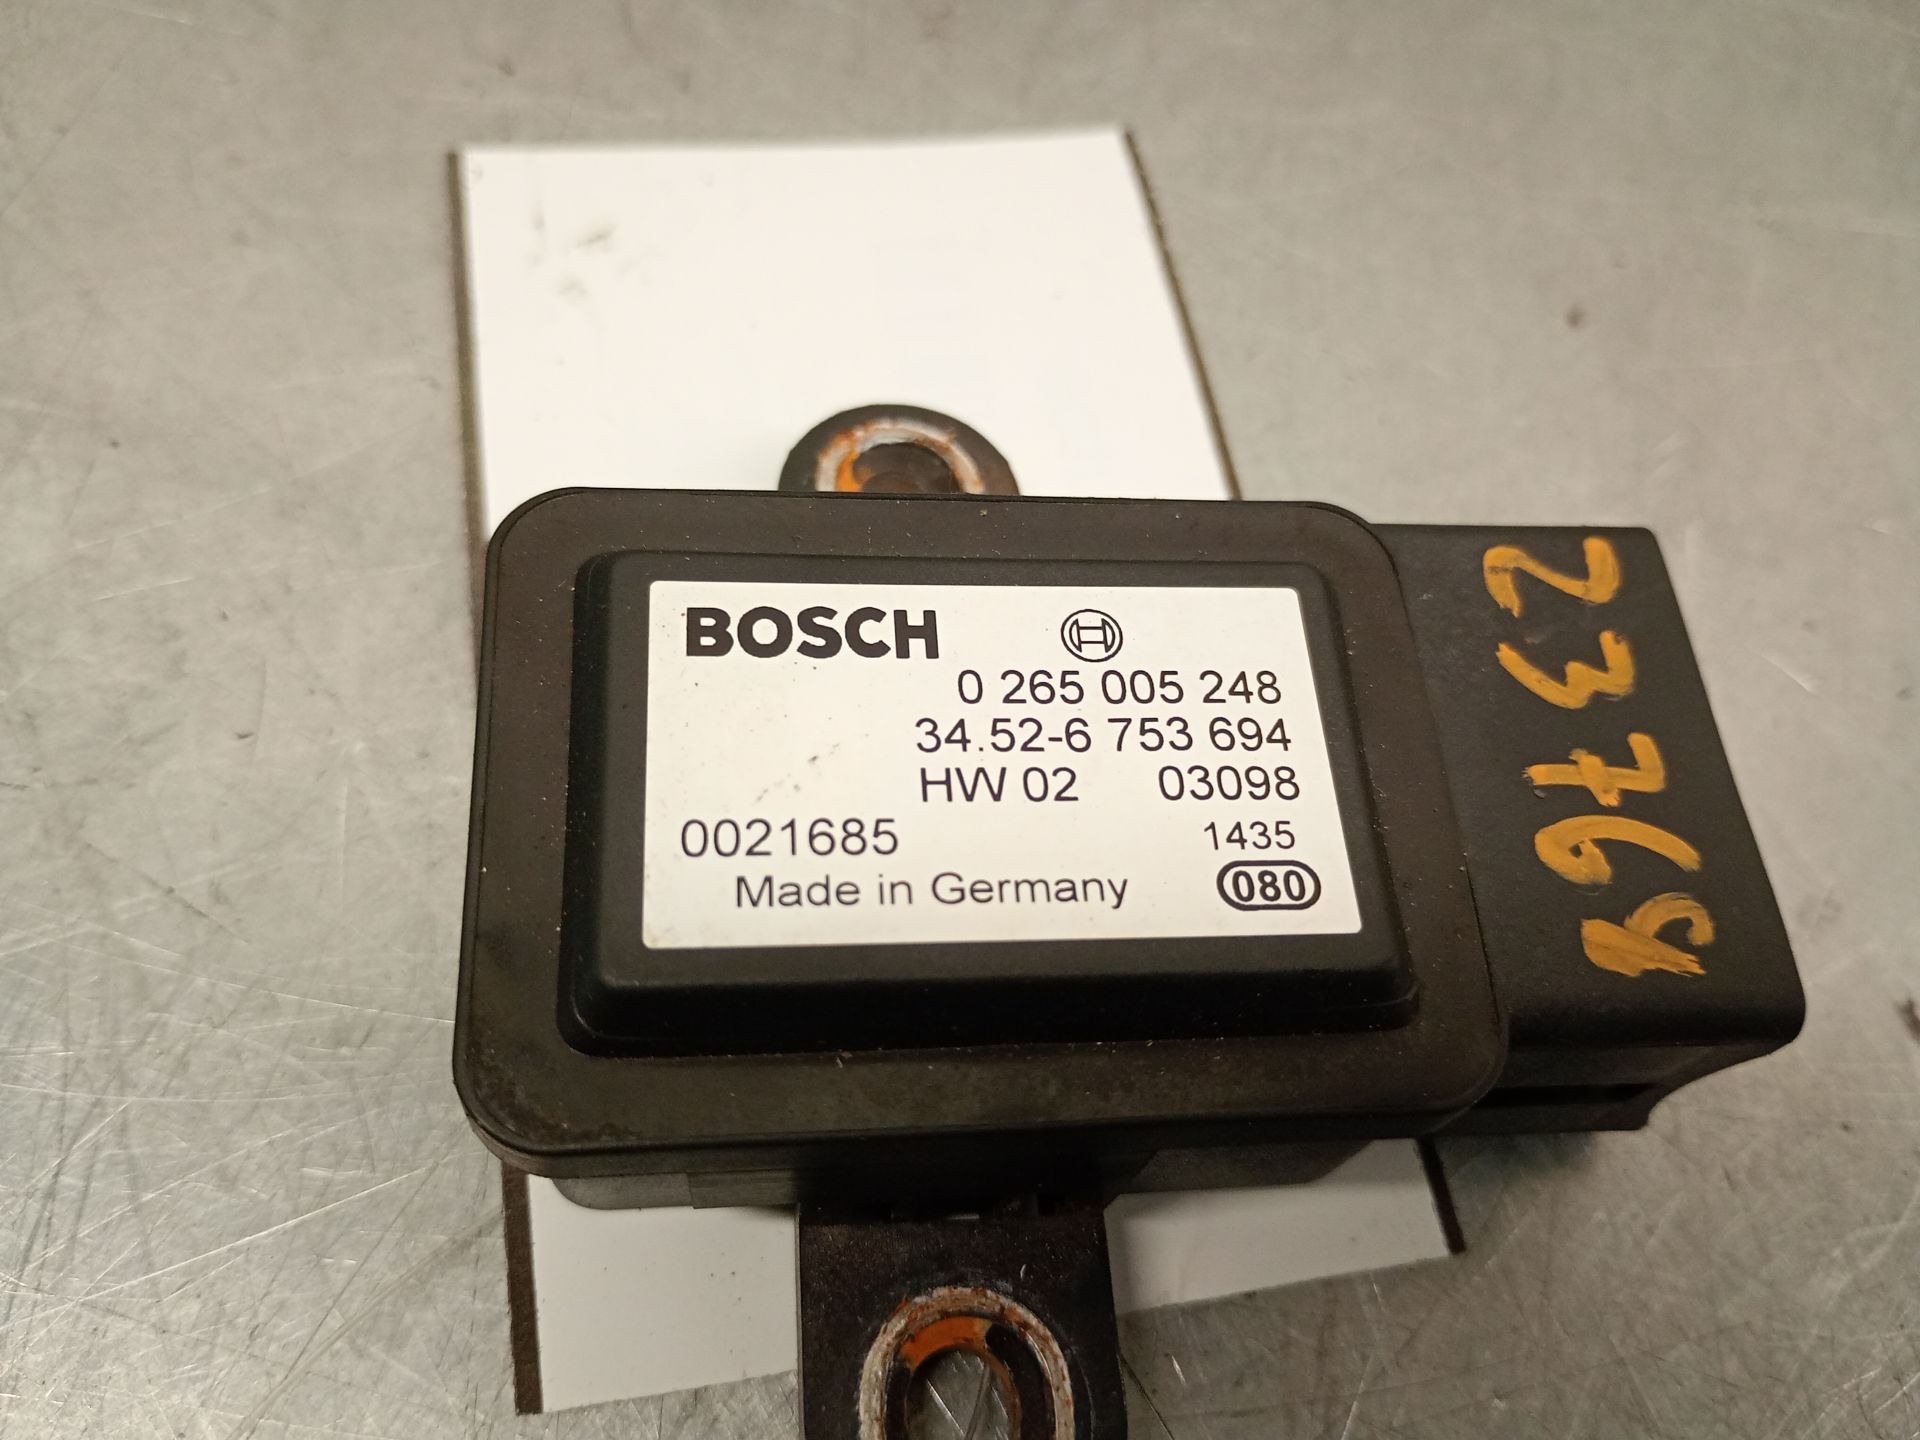 BOSCH
0 265 005 248
34.52-6 753 694
HW 02 03098
0021685 1435
Made in Germany 080
23769